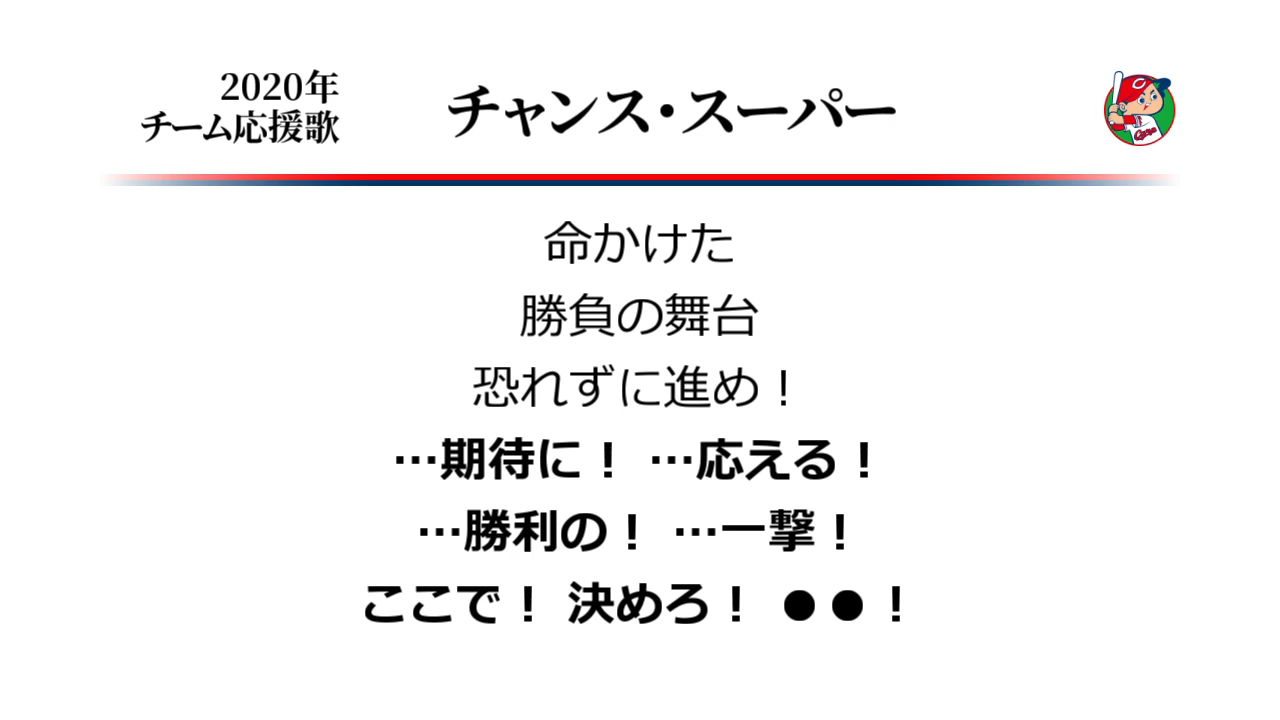 2020年
チーム応援歌
チャンス・スーパー
命かけた
勝負の舞台
恐れずに進め！
…期待に！ …応える！
…勝利の！ …一撃！
ここで！ 決めろ！ ●●！